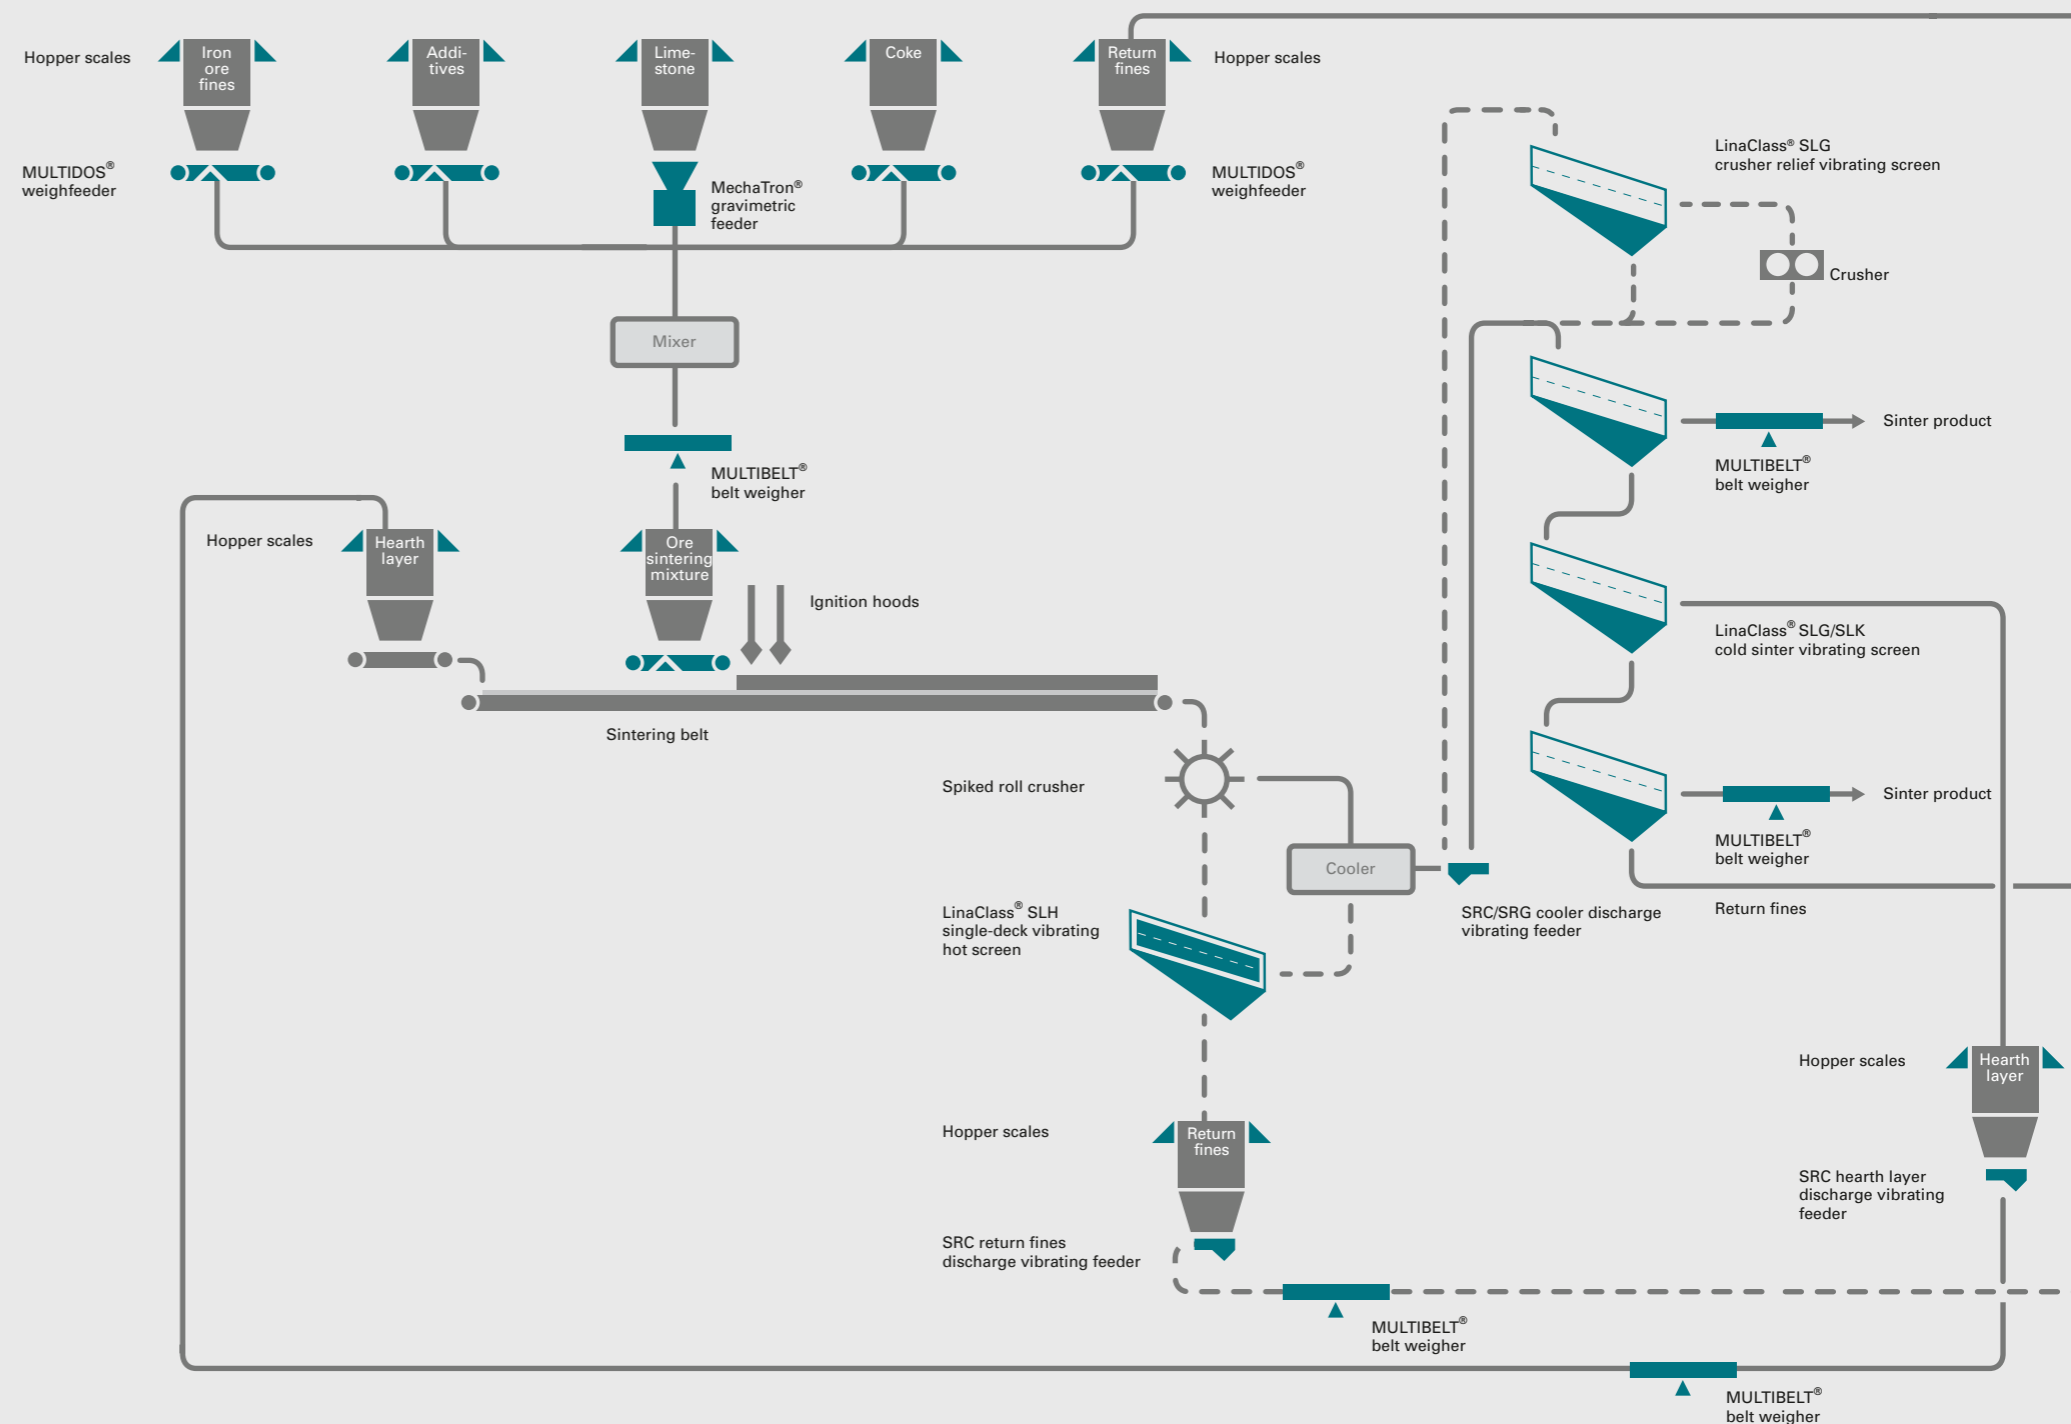 Hopper scales
Iron
ore
fines
Addi-
tives
Lime-
stone
Coke
Return
fines
Hopper scales
MULTIDOS®
weighfeeder
MechaTron®
gravimetric
feeder
MULTIDOS®
weighfeeder
LinaClass® SLG
crusher relief vibrating screen
Crusher
Mixer
MULTIBELT®
belt weigher
Sinter product
MULTIBELT®
belt weigher
Hopper scales
Hearth
layer
Ore
sintering
mixture
Ignition hoods
LinaClass® SLG/SLK
cold sinter vibrating screen
Sintering belt
Spiked roll crusher
Cooler
Sinter product
MULTIBELT®
belt weigher
LinaClass® SLH
single-deck vibrating
hot screen
SRC/SRG cooler discharge
vibrating feeder
Return fines
Hopper scales
Return
fines
Hopper scales
Hearth
layer
SRC hearth layer
discharge vibrating
feeder
SRC return fines
discharge vibrating feeder
MULTIBELT®
belt weigher
MULTIBELT®
belt weigher